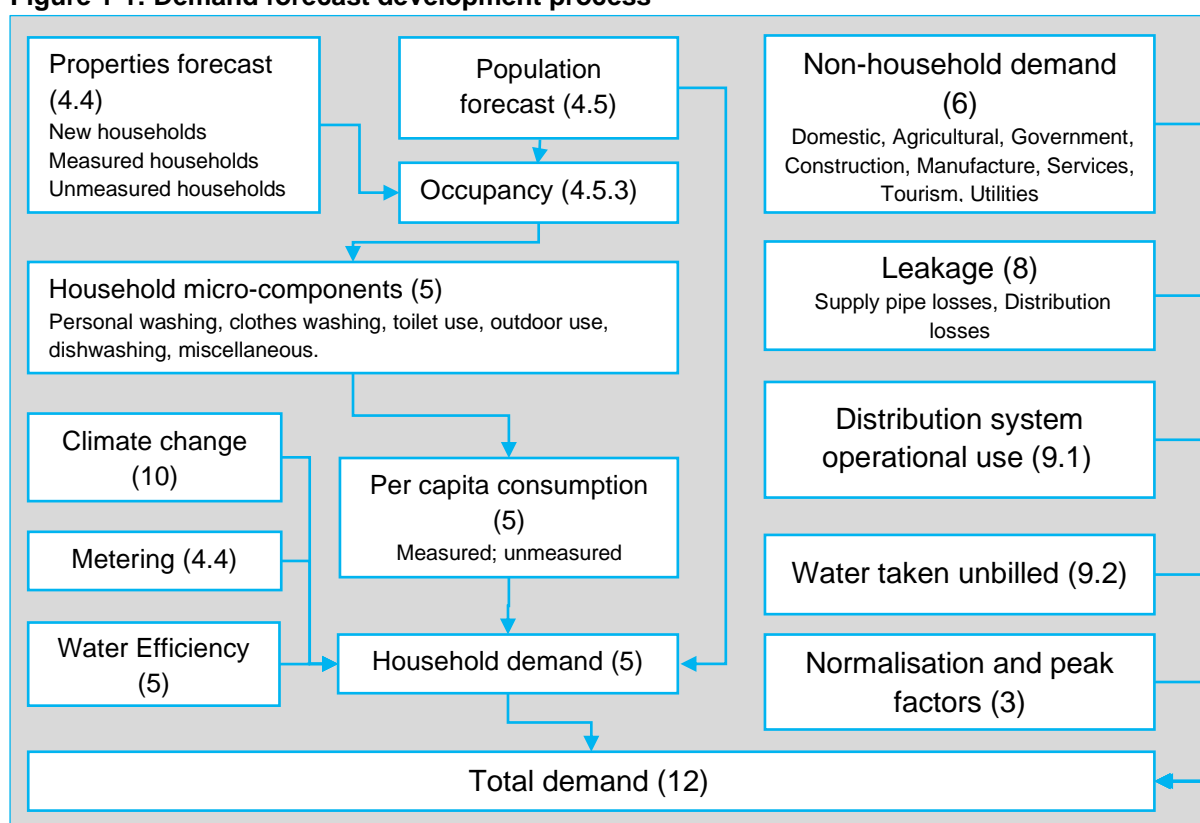 Figure 1-1: Demand forecast development process
Properties forecast
(4.4)
New households
Measured households
Unmeasured households
Population
forecast (4.5)
Occupancy (4.5.3)
Household micro-components (5)
Personal washing, clothes washing, toilet use, outdoor use,
dishwashing, miscellaneous.
Climate change
(10)
Metering (4.4)
Water Efficiency
(5)
Per capita consumption
(5)
Measured; unmeasured
Household demand (5)
Non-household demand
(6)
Domestic, Agricultural, Government,
Construction, Manufacture, Services,
Tourism, Utilities
Leakage (8)
Supply pipe losses, Distribution
losses
Distribution system
operational use (9.1)
Water taken unbilled (9.2)
Normalisation and peak
factors (3)
Total demand (12)